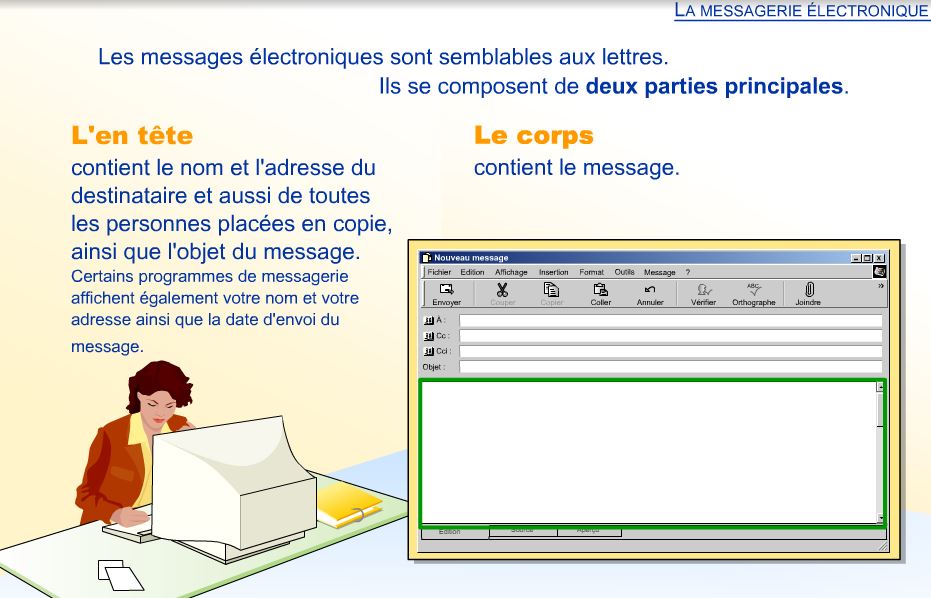 LA MESSAGERIE ÉLECTRONIQUE
Les messages électroniques sont semblables aux lettres.
Ils se composent de deux parties principales.
L'en tête
contient le nom et l'adresse du
destinataire et aussi de toutes
les personnes placées en copie,
ainsi que l'objet du message.
Certains programmes de messagerie
affichent également votre nom et votre
adresse ainsi que la date d'envoi du
message.
Le corps
contient le message.
Nouveau message
Fichier Edition Affichage Insertion Format Outils Message ?
Envoyer Couper Copier Coller Annuler Vérifier Orthographe Joindre
À :
Cc :
Cci :
Objet :
Edition Source Aperçu